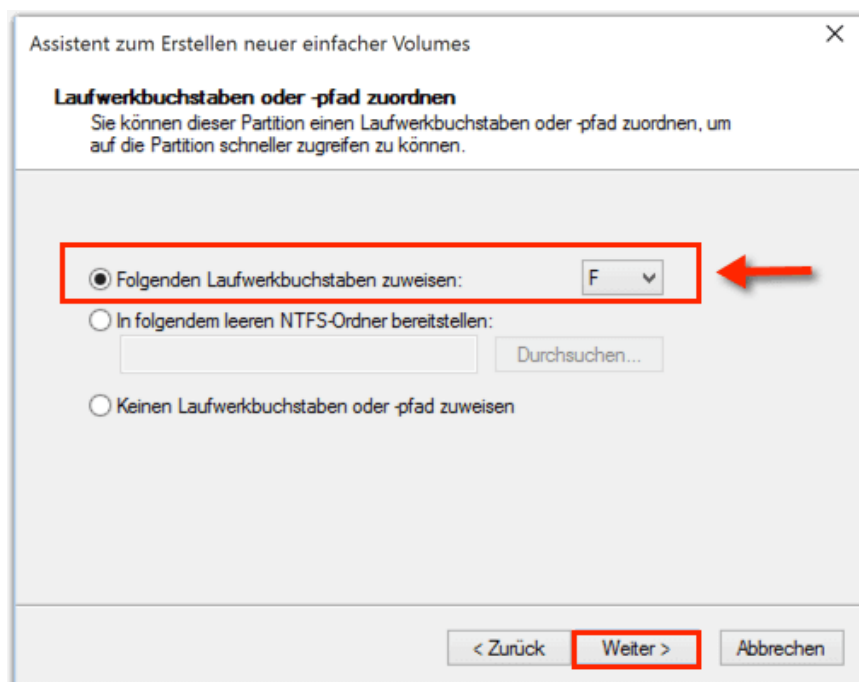 Assistent zum Erstellen neuer einfacher Volumes
Laufwerkbuchstaben oder -pfad zuordnen
Sie können dieser Partition einen Laufwerkbuchstaben oder -pfad zuordnen, um
auf die Partition schneller zugreifen zu können.
Folgenden Laufwerkbuchstaben zuweisen: F
In folgendem leeren NTFS-Ordner bereitstellen:
Durchsuchen...
Keinen Laufwerkbuchstaben oder -pfad zuweisen
< Zurück Weiter > Abbrechen